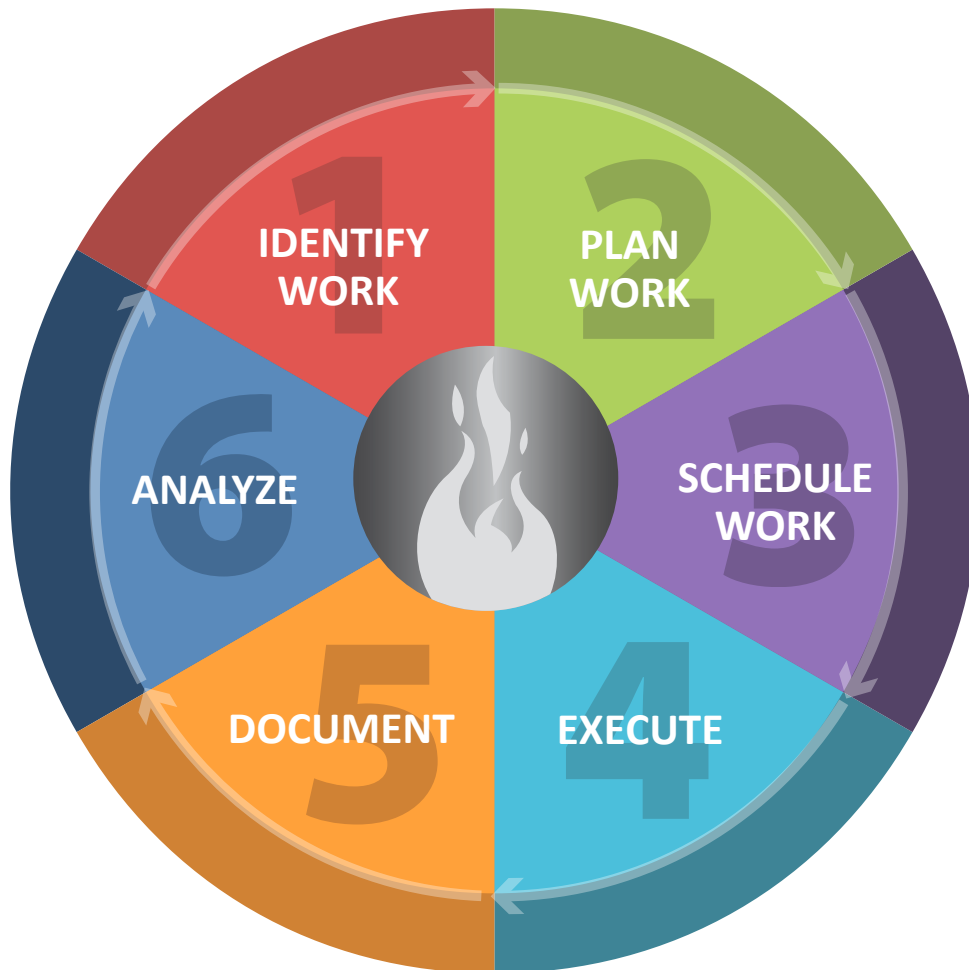 1
IDENTIFY
WORK
2
PLAN
WORK
3
SCHEDULE
WORK
4
EXECUTE
5
DOCUMENT
6
ANALYZE